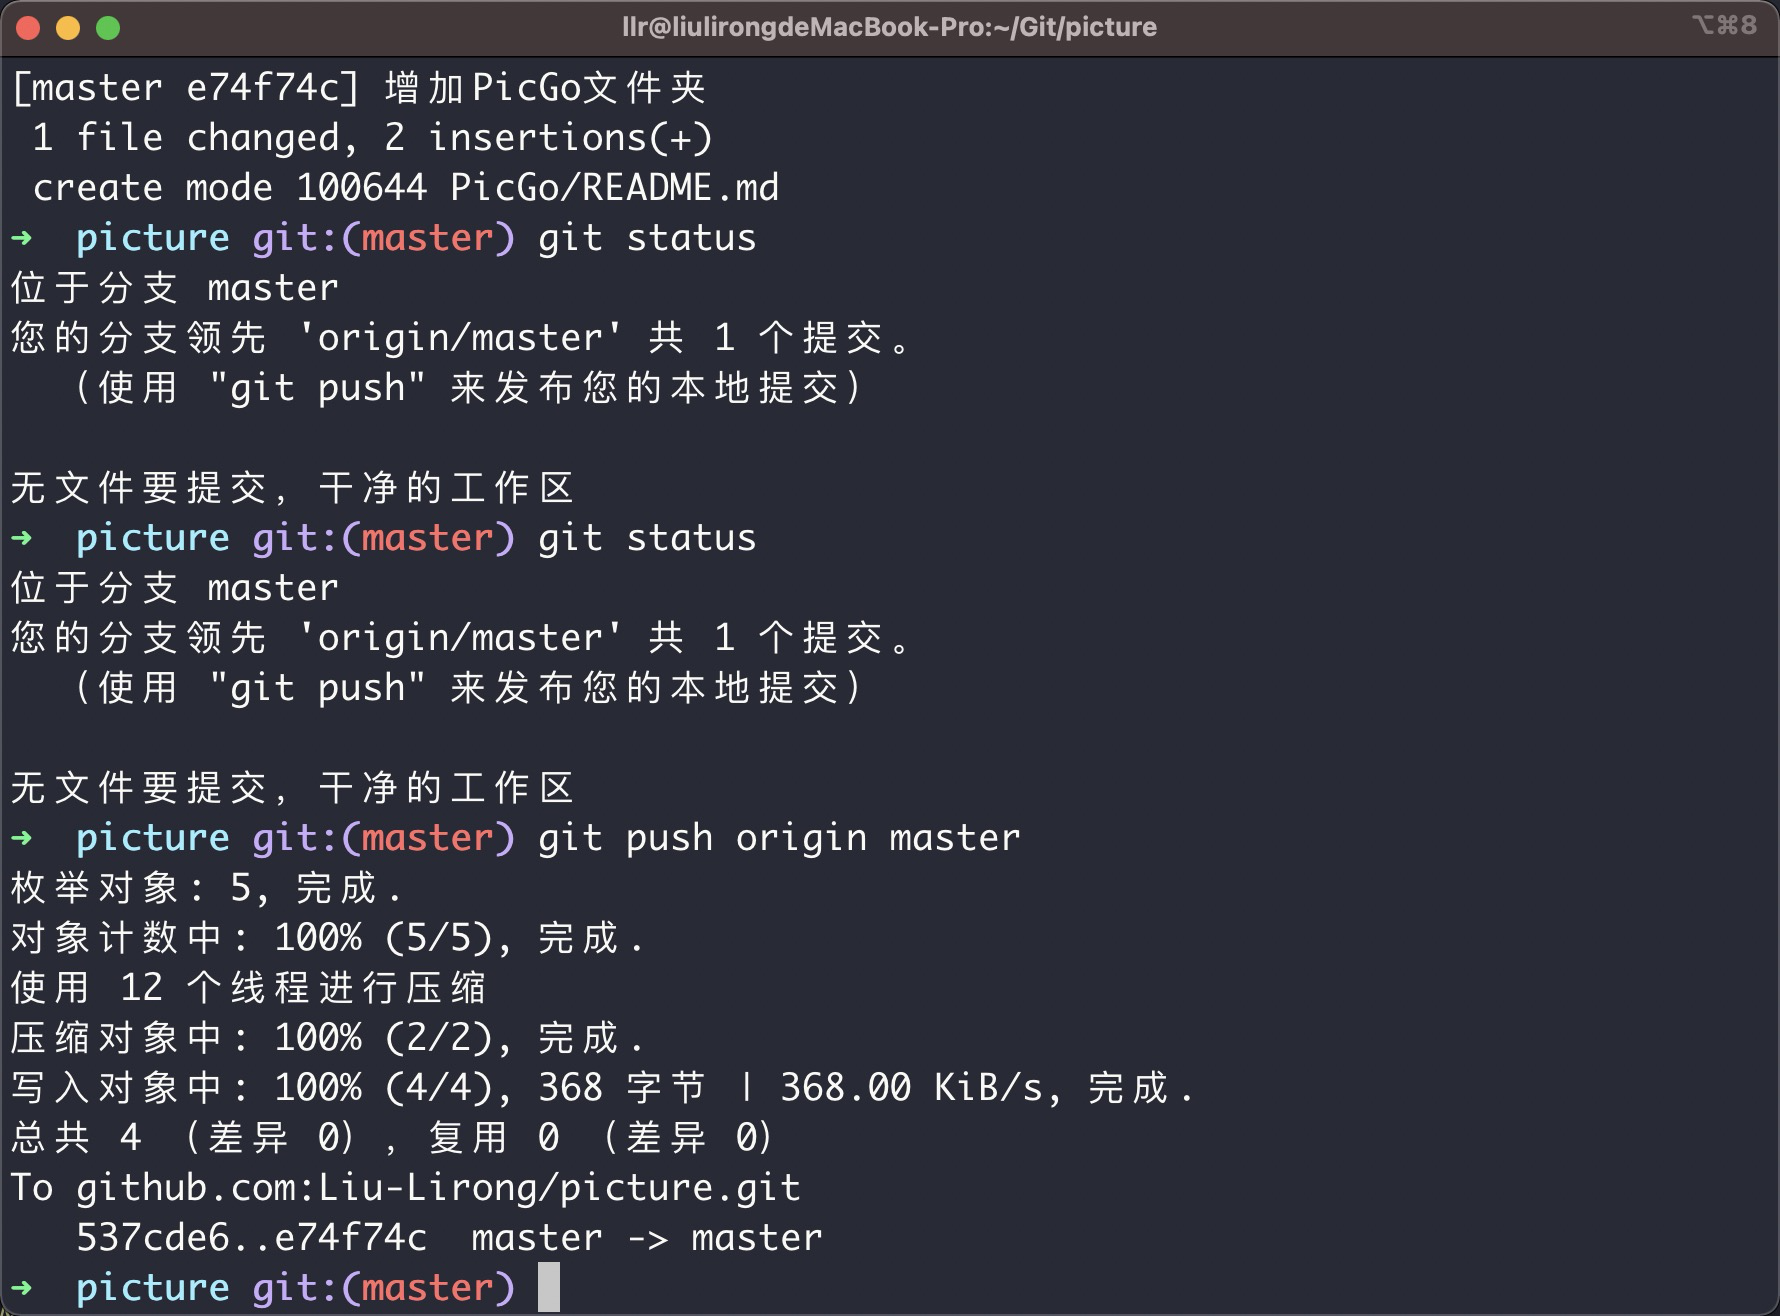 llr@liulirongdeMacBook-Pro:~/Git/picture ⌥⌘8
[master e74f74c] 增加PicGo文件夹
 1 file changed, 2 insertions(+)
 create mode 100644 PicGo/README.md
➜  picture git:(master) git status
位于分支 master
您的分支领先 'origin/master' 共 1 个提交。
  （使用 "git push" 来发布您的本地提交）
无文件要提交，干净的工作区
➜  picture git:(master) git status
位于分支 master
您的分支领先 'origin/master' 共 1 个提交。
  （使用 "git push" 来发布您的本地提交）
无文件要提交，干净的工作区
➜  picture git:(master) git push origin master
枚举对象: 5, 完成.
对象计数中: 100% (5/5), 完成.
使用 12 个线程进行压缩
压缩对象中: 100% (2/2), 完成.
写入对象中: 100% (4/4), 368 字节 | 368.00 KiB/s, 完成.
总共 4 （差异 0），复用 0 （差异 0）
To github.com:Liu-Lirong/picture.git
   537cde6..e74f74c  master -> master
➜  picture git:(master)